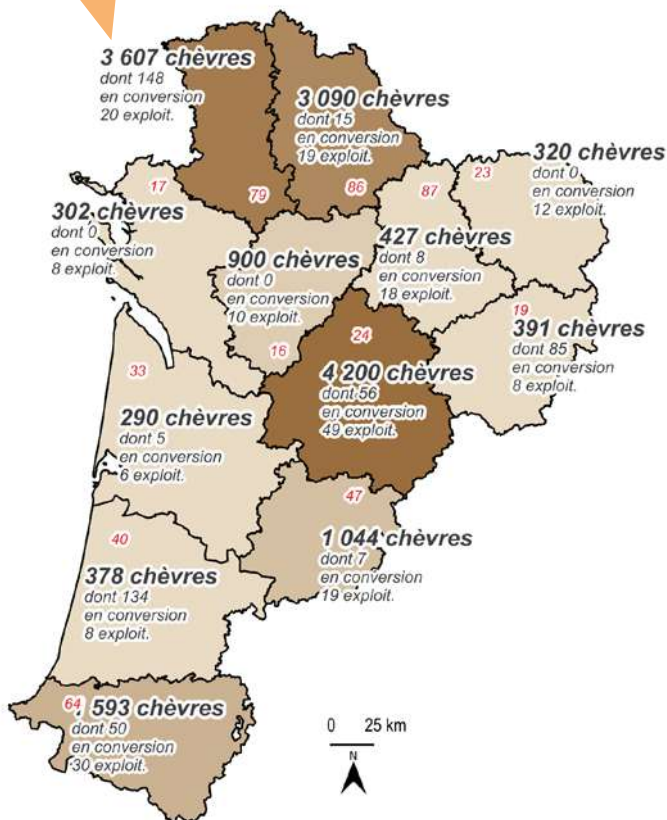 3 607 chèvres
dont 148
en conversion
20 exploit.
79
3 090 chèvres
dont 15
en conversion
19 exploit.
86
320 chèvres
dont 0
en conversion
12 exploit.
23
17
302 chèvres
dont 0
en conversion
8 exploit.
900 chèvres
dont 0
en conversion
10 exploit.
16
87
427 chèvres
dont 8
en conversion
18 exploit.
19
391 chèvres
dont 85
en conversion
8 exploit.
24
4 200 chèvres
dont 56
en conversion
49 exploit.
33
290 chèvres
dont 5
en conversion
6 exploit.
47
1 044 chèvres
dont 7
en conversion
19 exploit.
40
378 chèvres
dont 134
en conversion
8 exploit.
64
593 chèvres
dont 50
en conversion
30 exploit.
0 25 km
N